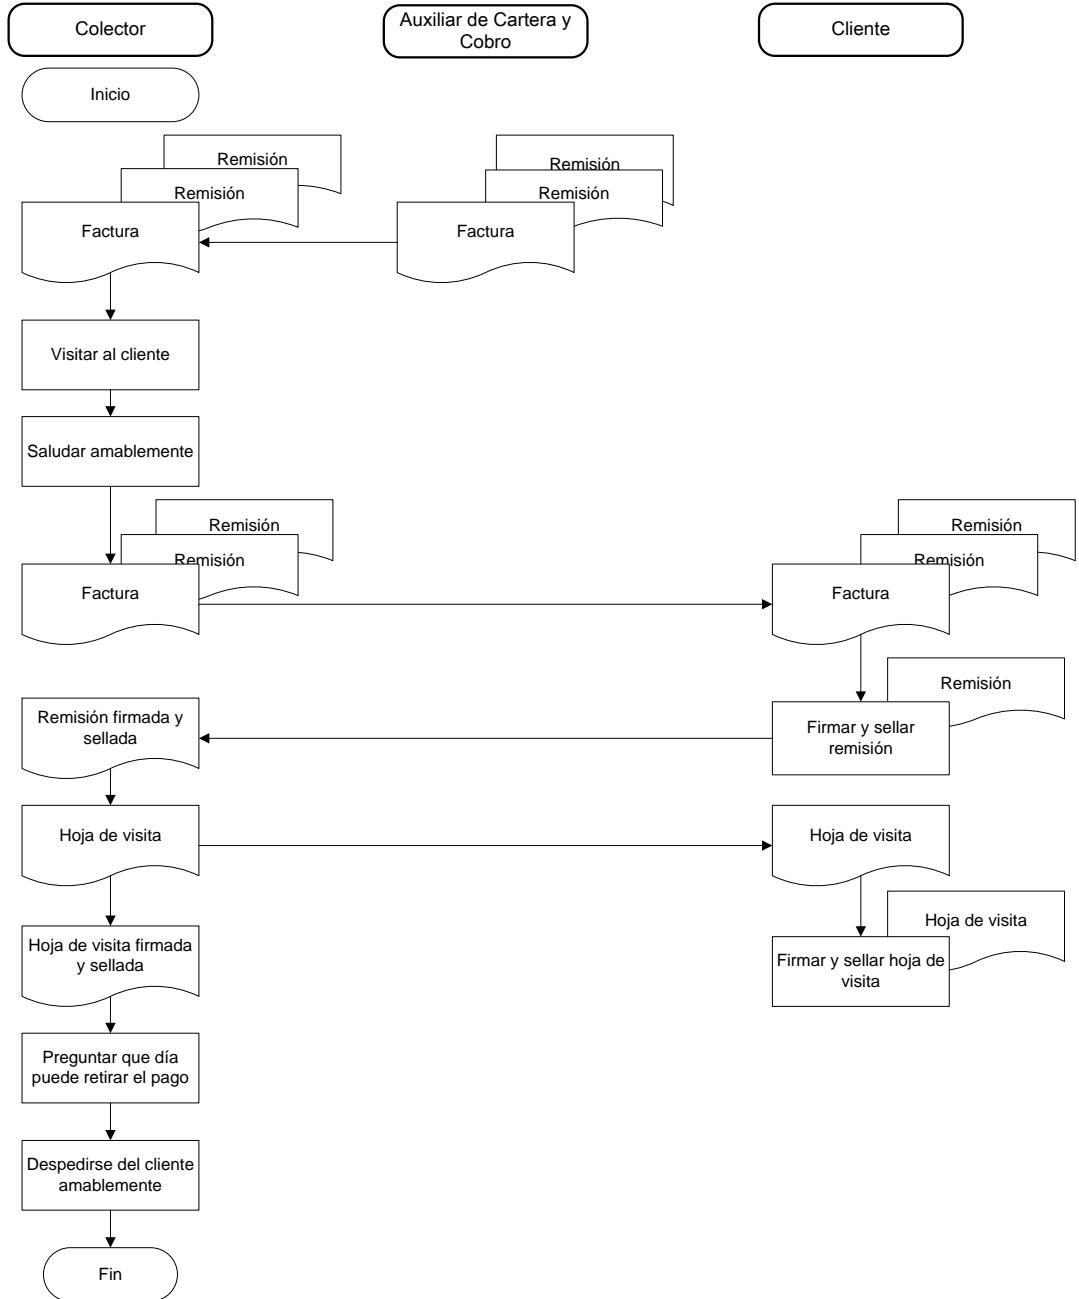 Colector
Auxiliar de Cartera y
Cobro
Cliente
Inicio
Remisión
Remisión
Factura
Remisión
Remisión
Factura
Visitar al cliente
Saludar amablemente
Remisión
Remisión
Factura
Remisión
Remisión
Factura
Remisión
Remisión firmada y
sellada
Firmar y sellar
remisión
Hoja de visita
Hoja de visita
Hoja de visita firmada
y sellada
Hoja de visita
Firmar y sellar hoja de
visita
Preguntar que día
puede retirar el pago
Despedirse del cliente
amablemente
Fin